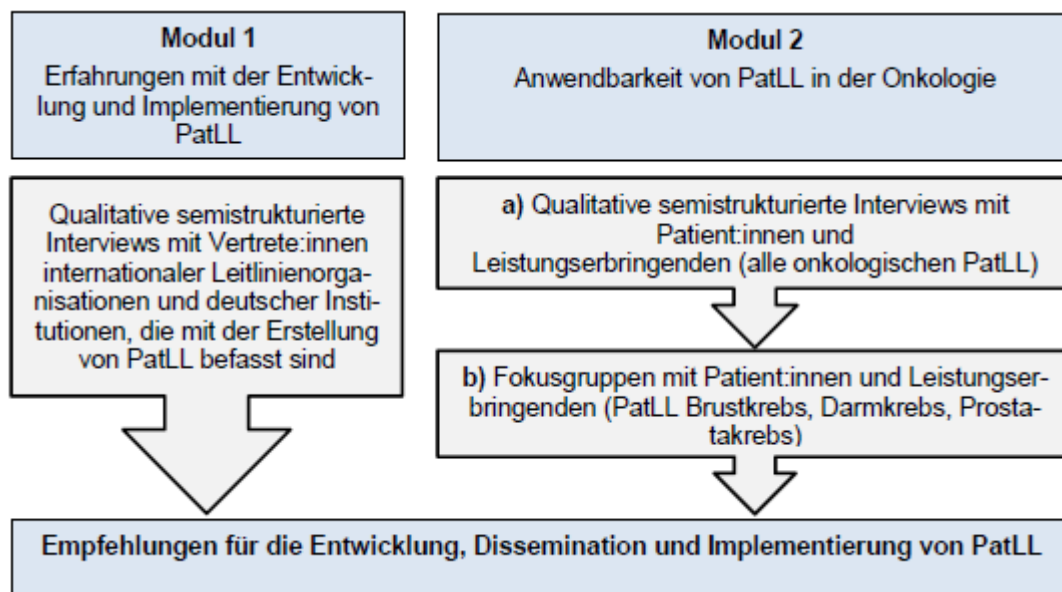 Modul 1
Erfahrungen mit der Entwick-
lung und Implementierung von
PatLL
Modul 2
Anwendbarkeit von PatLL in der Onkologie
Qualitative semistrukturierte
Interviews mit Vertrete:innen
internationaler Leitlinienorga-
nisationen und deutscher Insti-
tutionen, die mit der Erstellung
von PatLL befasst sind
a) Qualitative semistrukturierte Interviews mit
Patient:innen und
Leistungserbringenden (alle onkologischen PatLL)
b) Fokusgruppen mit Patient:innen und Leistungser-
bringenden (PatLL Brustkrebs, Darmkrebs, Prosta-
takrebs)
Empfehlungen für die Entwicklung, Dissemination und Implementierung von PatLL